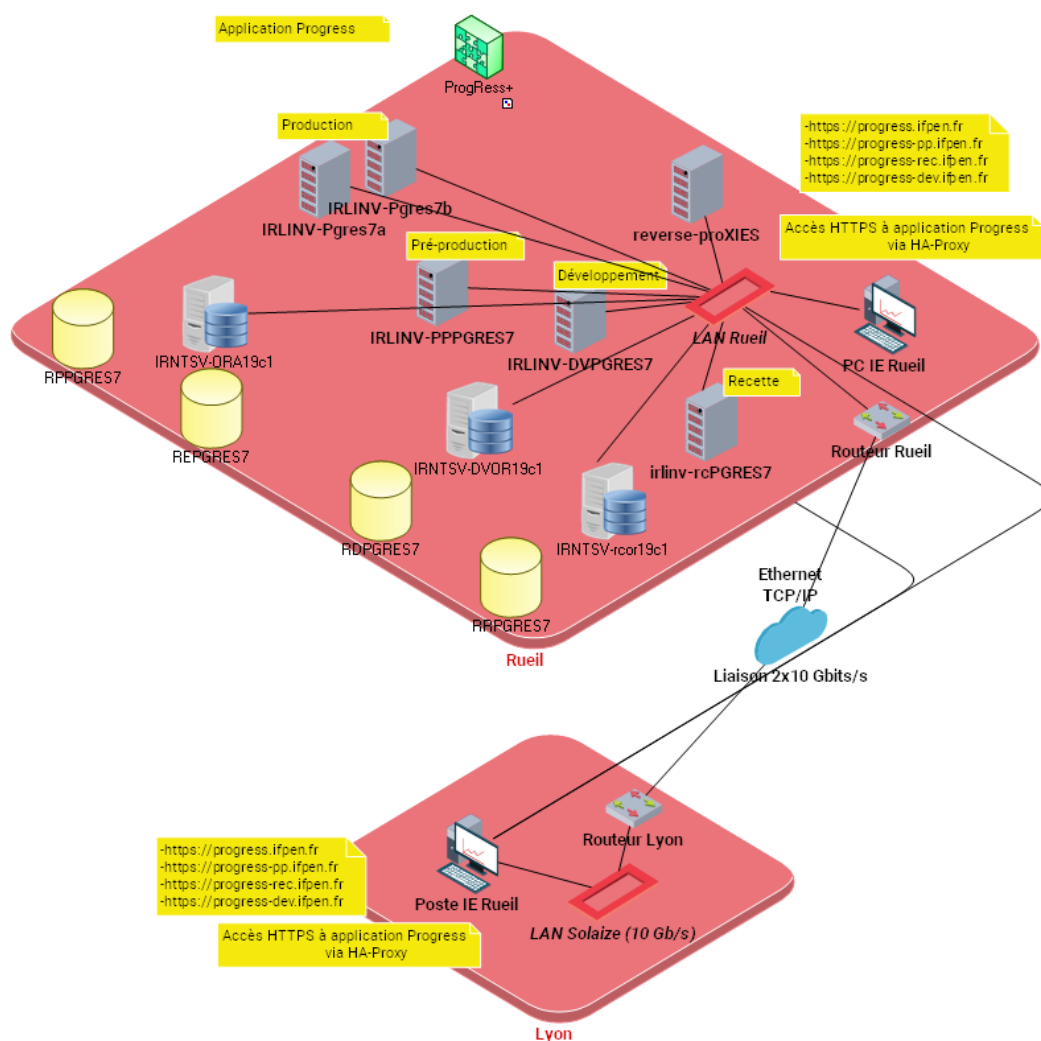 Application Progress
ProgRess+
Production
-https://progress.ifpen.fr
-https://progress-pp.ifpen.fr
-https://progress-rec.ifpen.fr
-https://progress-dev.ifpen.fr
IRLINV-Pgres7b
IRLINV-Pgres7a
reverse-proXIES
Accès HTTPS à application Progress
via HA-Proxy
Pré-production
Développement
IRLINV-PPPGRES7
LAN Rueil
IRNTSV-ORA19c1
IRLINV-DVPGRES7
PC IE Rueil
RPPGRES7
Recette
REPGRES7
Routeur Rueil
IRNTSV-DVOR19c1
irlinv-rcPGRES7
RDPGRES7
IRNTSV-rcor19c1
Ethernet
TCP/IP
RRPGRES7
Rueil
Liaison 2x10 Gbits/s
Routeur Lyon
-https://progress.ifpen.fr
-https://progress-pp.ifpen.fr
-https://progress-rec.ifpen.fr
-https://progress-dev.ifpen.fr
Poste IE Rueil
Accès HTTPS à application Progress
via HA-Proxy
LAN Solaize (10 Gb/s)
Lyon